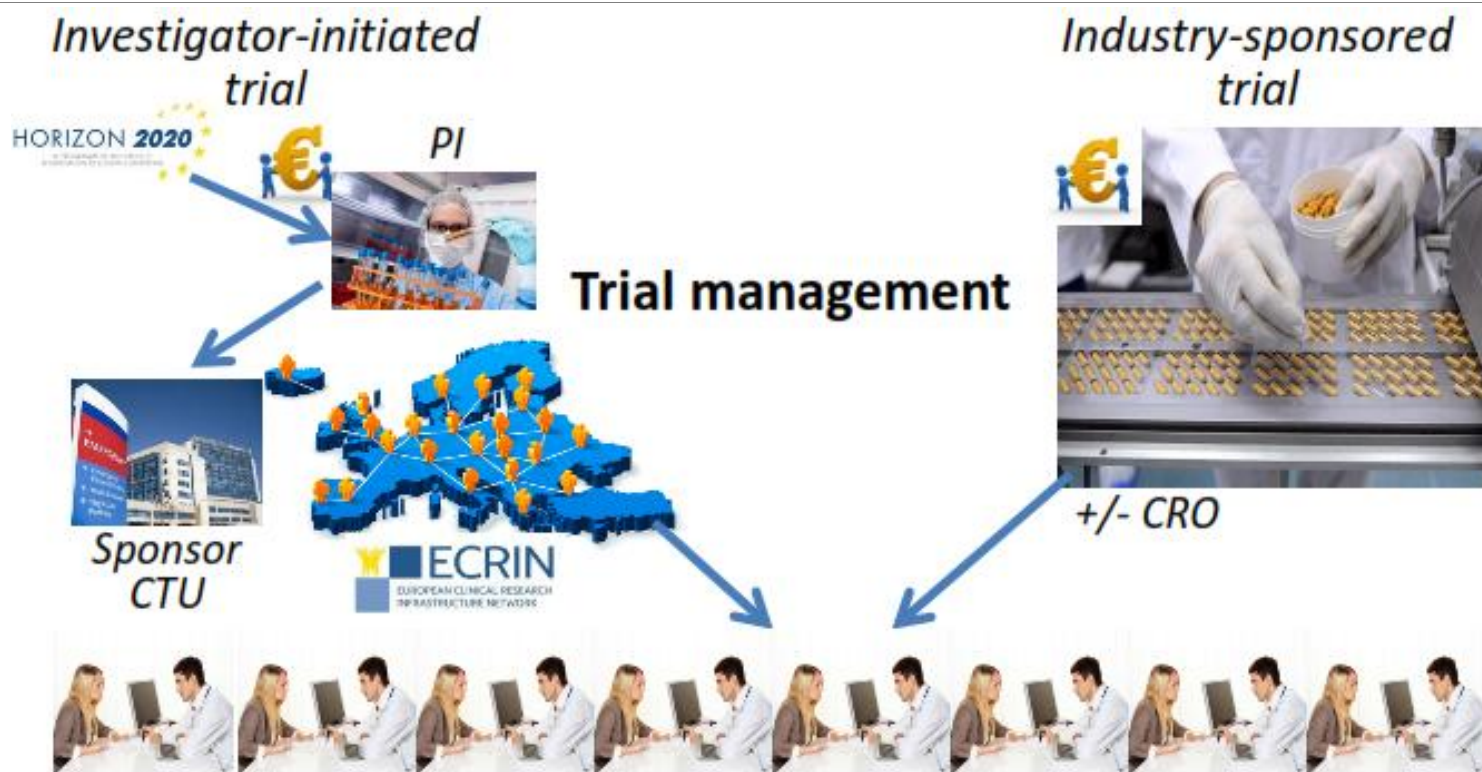 Investigator-initiated
trial
Industry-sponsored
trial
HORIZON 2020
€
PI
€
Trial management
+/- CRO
Sponsor
CTU
ECRIN
EUROPEAN CLINICAL RESEARCH
INFRASTRUCTURE NETWORK